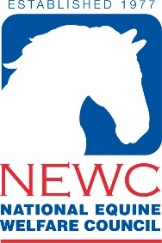 ESTABLISHED 1977
NEWC
NATIONAL EQUINE
WELFARE COUNCIL